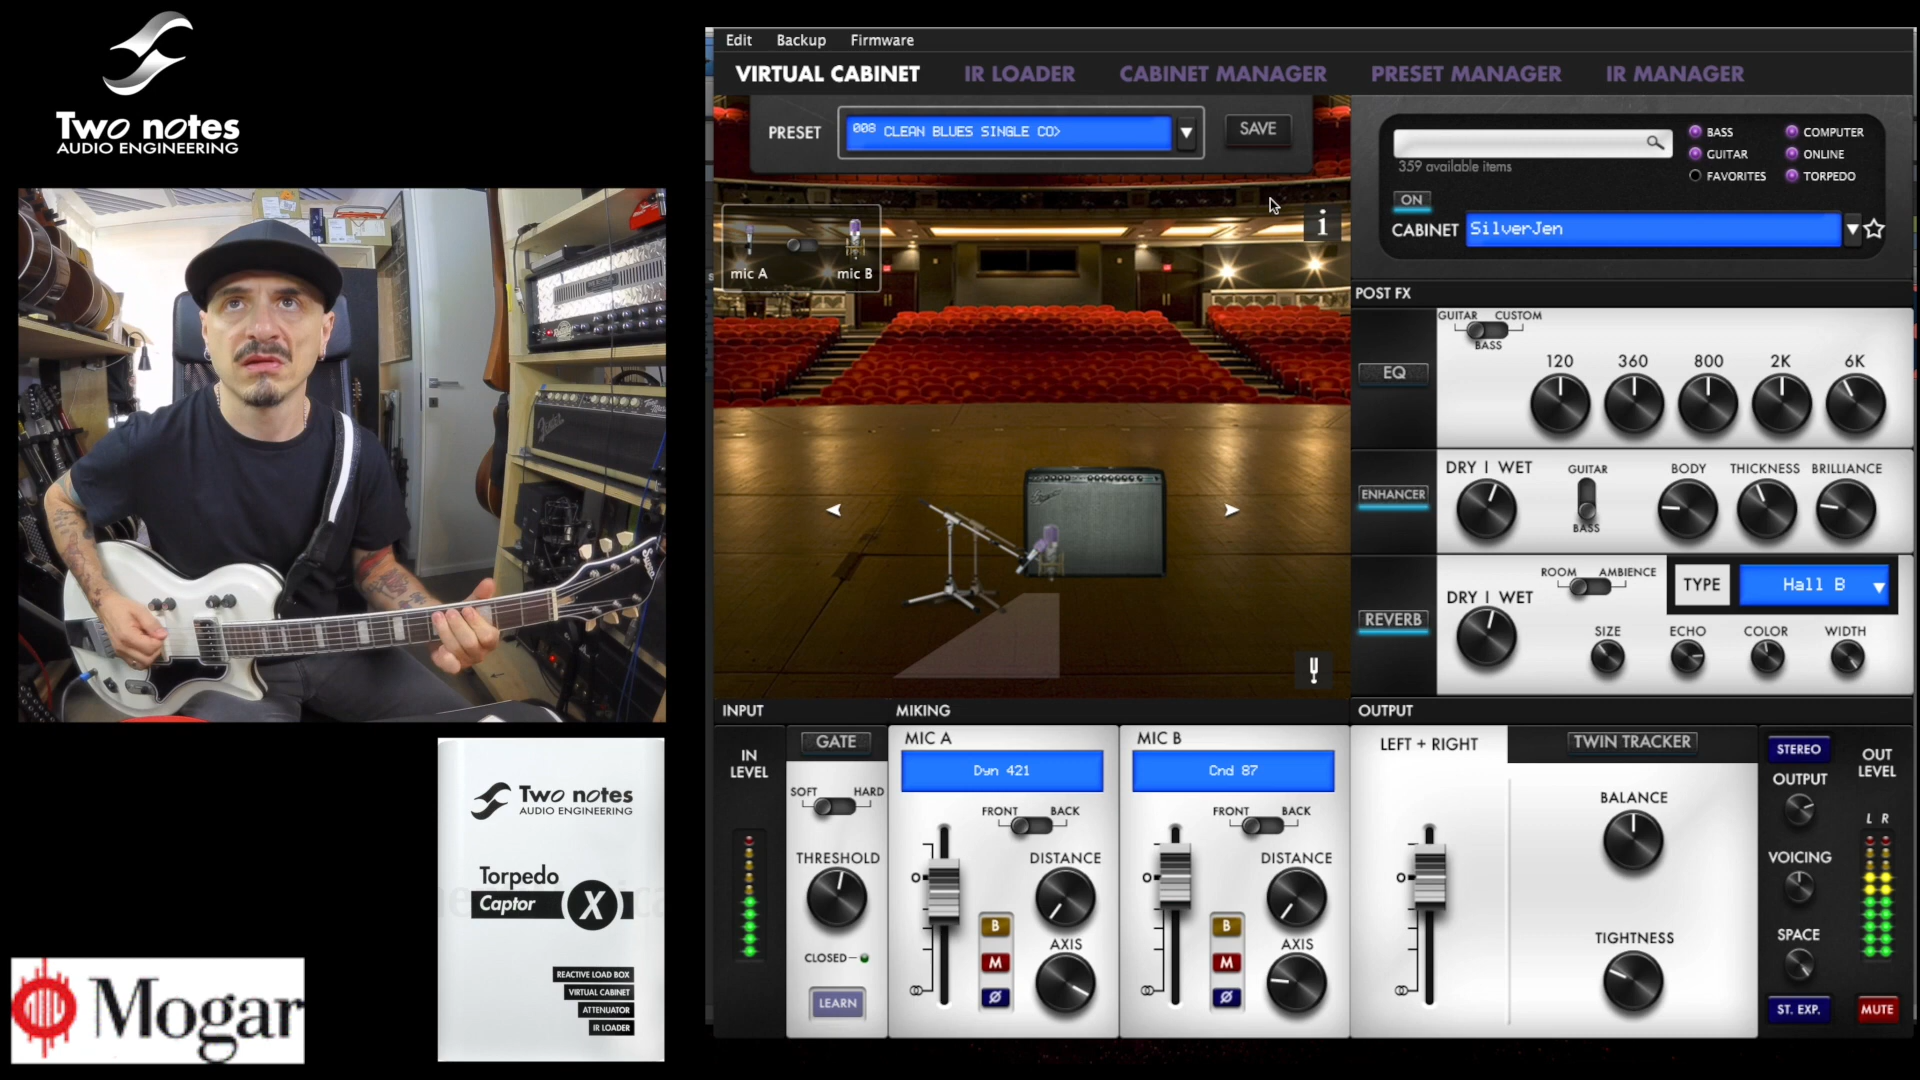 Two notes
AUDIO ENGINEERING
Edit Backup Firmware
VIRTUAL CABINET IR LOADER CABINET MANAGER PRESET MANAGER IR MANAGER
PRESET 008 CLEAN BLUES SINGLE CO> SAVE
359 available items
BASS COMPUTER
GUITAR ONLINE
FAVORITES TORPEDO
ON
CABINET SilverJen
mic A mic B
i
POST FX
GUITAR CUSTOM
BASS
EQ
120 360 800 2K 6K
ENHANCER
DRY | WET
GUITAR
BASS
BODY THICKNESS BRILLIANCE
REVERB
DRY | WET
ROOM AMBIENCE
TYPE Hall B
SIZE ECHO COLOR WIDTH
INPUT
IN
LEVEL
GATE
SOFT HARD
THRESHOLD
CLOSED
LEARN
MIKING
MIC A
Dyn 421
FRONT BACK
DISTANCE
AXIS
B
M
Ø
MIC B
Cnd 87
FRONT BACK
DISTANCE
AXIS
B
M
Ø
OUTPUT
LEFT + RIGHT
TWIN TRACKER
BALANCE
TIGHTNESS
STEREO
OUTPUT
VOICING
SPACE
ST. EXP.
OUT
LEVEL
L R
MUTE
Two notes
AUDIO ENGINEERING
Torpedo
Captor X
REACTIVE LOAD BOX
VIRTUAL CABINET
ATTENUATOR
IR LOADER
Mogar